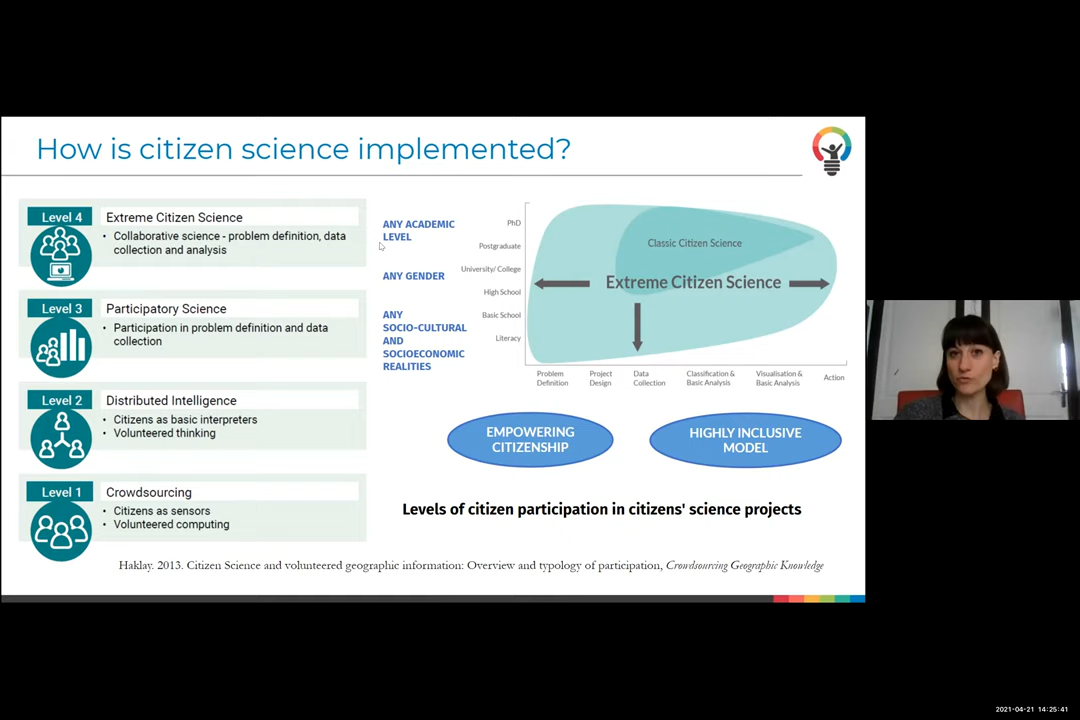 How is citizen science implemented?
Level 4
Extreme Citizen Science
• Collaborative science - problem definition, data
collection and analysis
Level 3
Participatory Science
• Participation in problem definition and data
collection
Level 2
Distributed Intelligence
• Citizens as basic interpreters
• Volunteered thinking
Level 1
Crowdsourcing
• Citizens as sensors
• Volunteered computing
ANY ACADEMIC
LEVEL
ANY GENDER
ANY
SOCIO-CULTURAL
AND
SOCIOECONOMIC
REALITIES
PhD
Postgraduate
University/ College
High School
Basic School
Literacy
Classic Citizen Science
Extreme Citizen Science
Problem
Definition
Project
Design
Data
Collection
Classification &
Basic Analysis
Visualisation &
Basic Analysis
Action
EMPOWERING
CITIZENSHIP
HIGHLY INCLUSIVE
MODEL
Levels of citizen participation in citizens' science projects
Haklay. 2013. Citizen Science and volunteered geographic information: Overview and typology of participation, Crowdsourcing Geographic Knowledge
2021-04-21 14:25:41